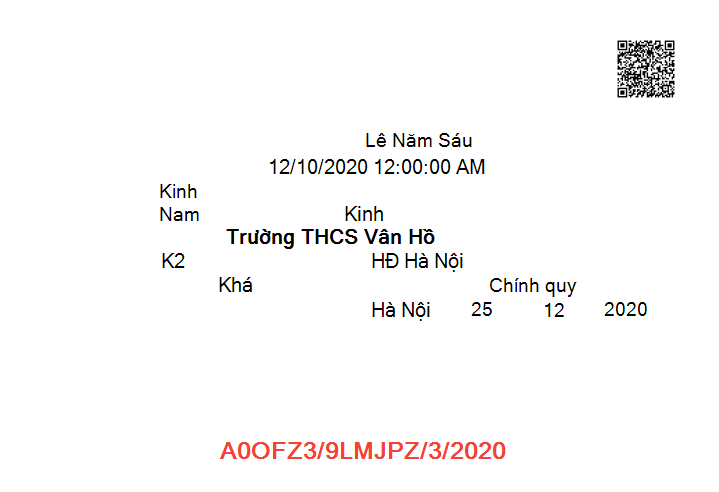 Lê Năm Sáu
12/10/2020 12:00:00 AM
Kinh
Nam Kinh
Trường THCS Vân Hồ
K2 HĐ Hà Nội
Khá Chính quy
Hà Nội 25 12 2020
A0OFZ3/9LMJPZ/3/2020